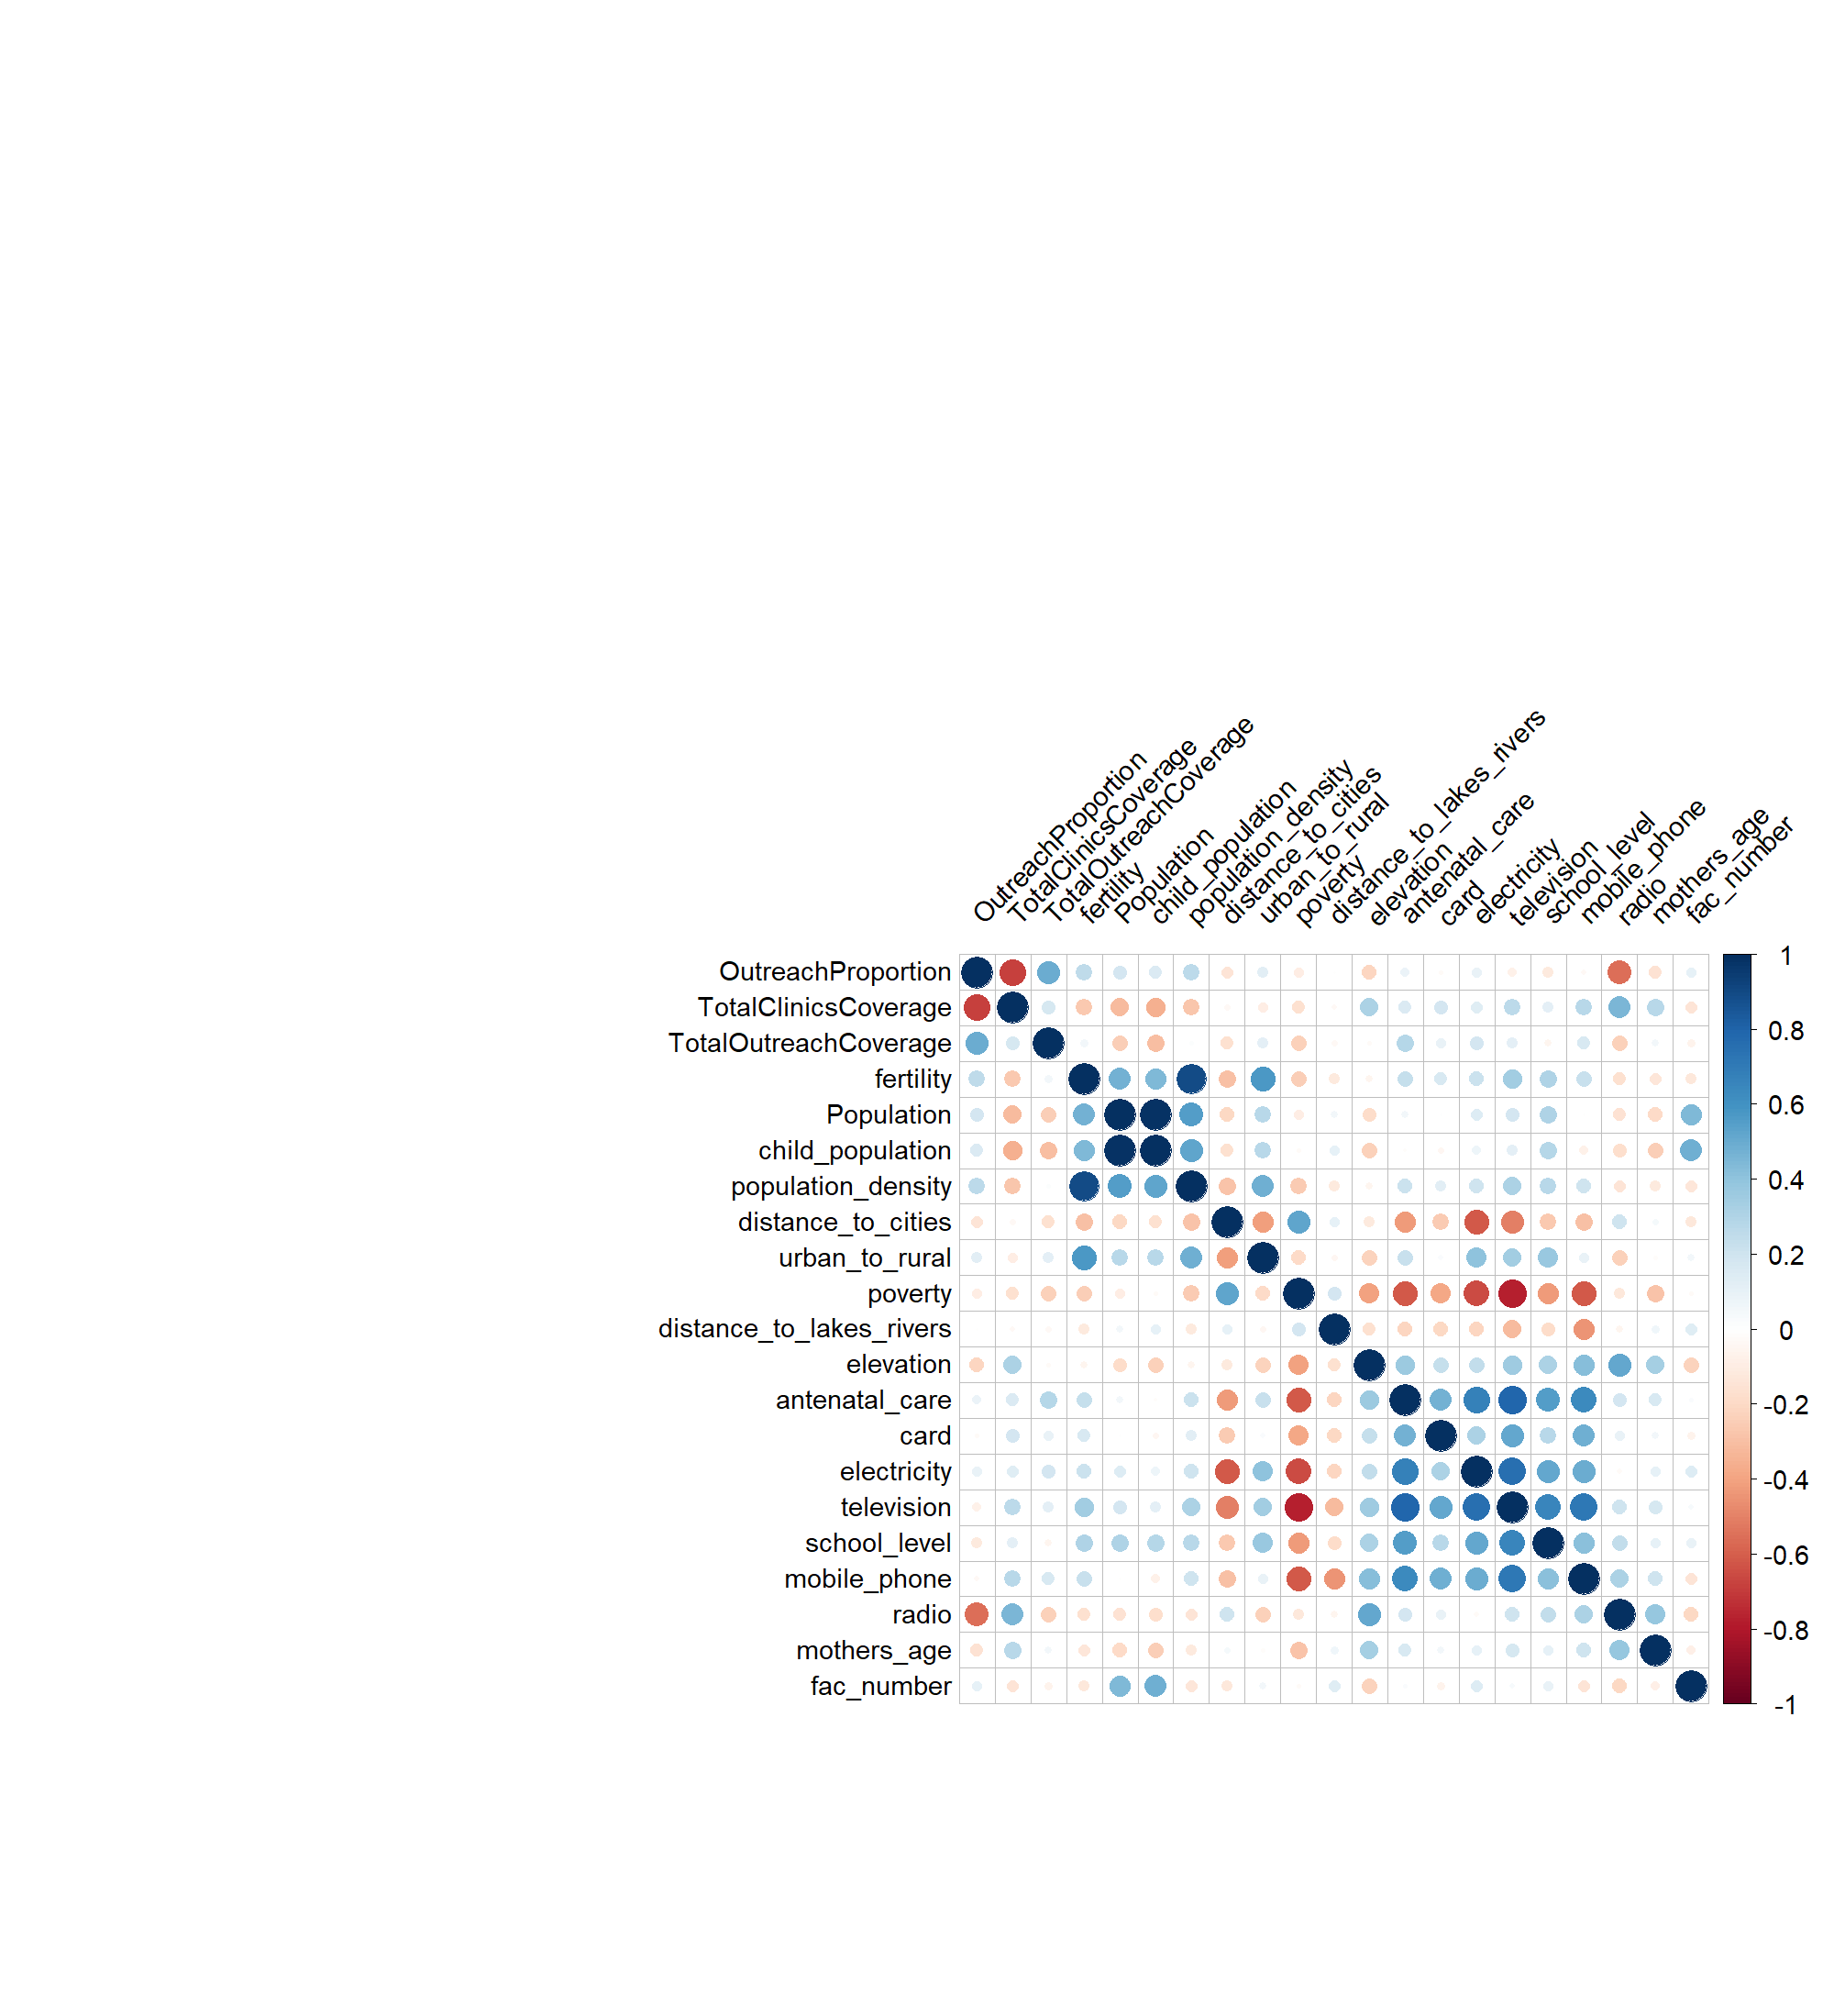 OutreachProportion
TotalClinicsCoverage
TotalOutreachCoverage
fertility
Population
child_population
population_density
distance_to_cities
urban_to_rural
poverty
distance_to_lakes_rivers
elevation
antenatal_care
card
electricity
television
school_level
mobile_phone
radio
mothers_age
fac_number
OutreachProportion
TotalClinicsCoverage
TotalOutreachCoverage
fertility
Population
child_population
population_density
distance_to_cities
urban_to_rural
poverty
distance_to_lakes_rivers
elevation
antenatal_care
card
electricity
television
school_level
mobile_phone
radio
mothers_age
fac_number
1
0.8
0.6
0.4
0.2
0
-0.2
-0.4
-0.6
-0.8
-1